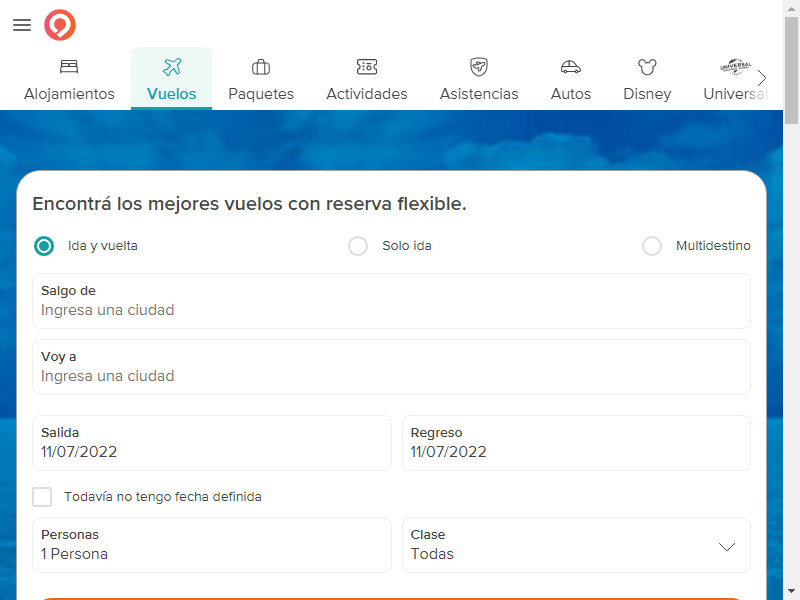 Alojamientos
Vuelos
Paquetes
Actividades
Asistencias
Autos
Disney
UNIVERSAL
Universal
Encontrá los mejores vuelos con reserva flexible.
Ida y vuelta
Solo ida
Multidestino
Salgo de
Ingresa una ciudad
Voy a
Ingresa una ciudad
Salida
11/07/2022
Regreso
11/07/2022
Todavía no tengo fecha definida
Personas
1 Persona
Clase
Todas